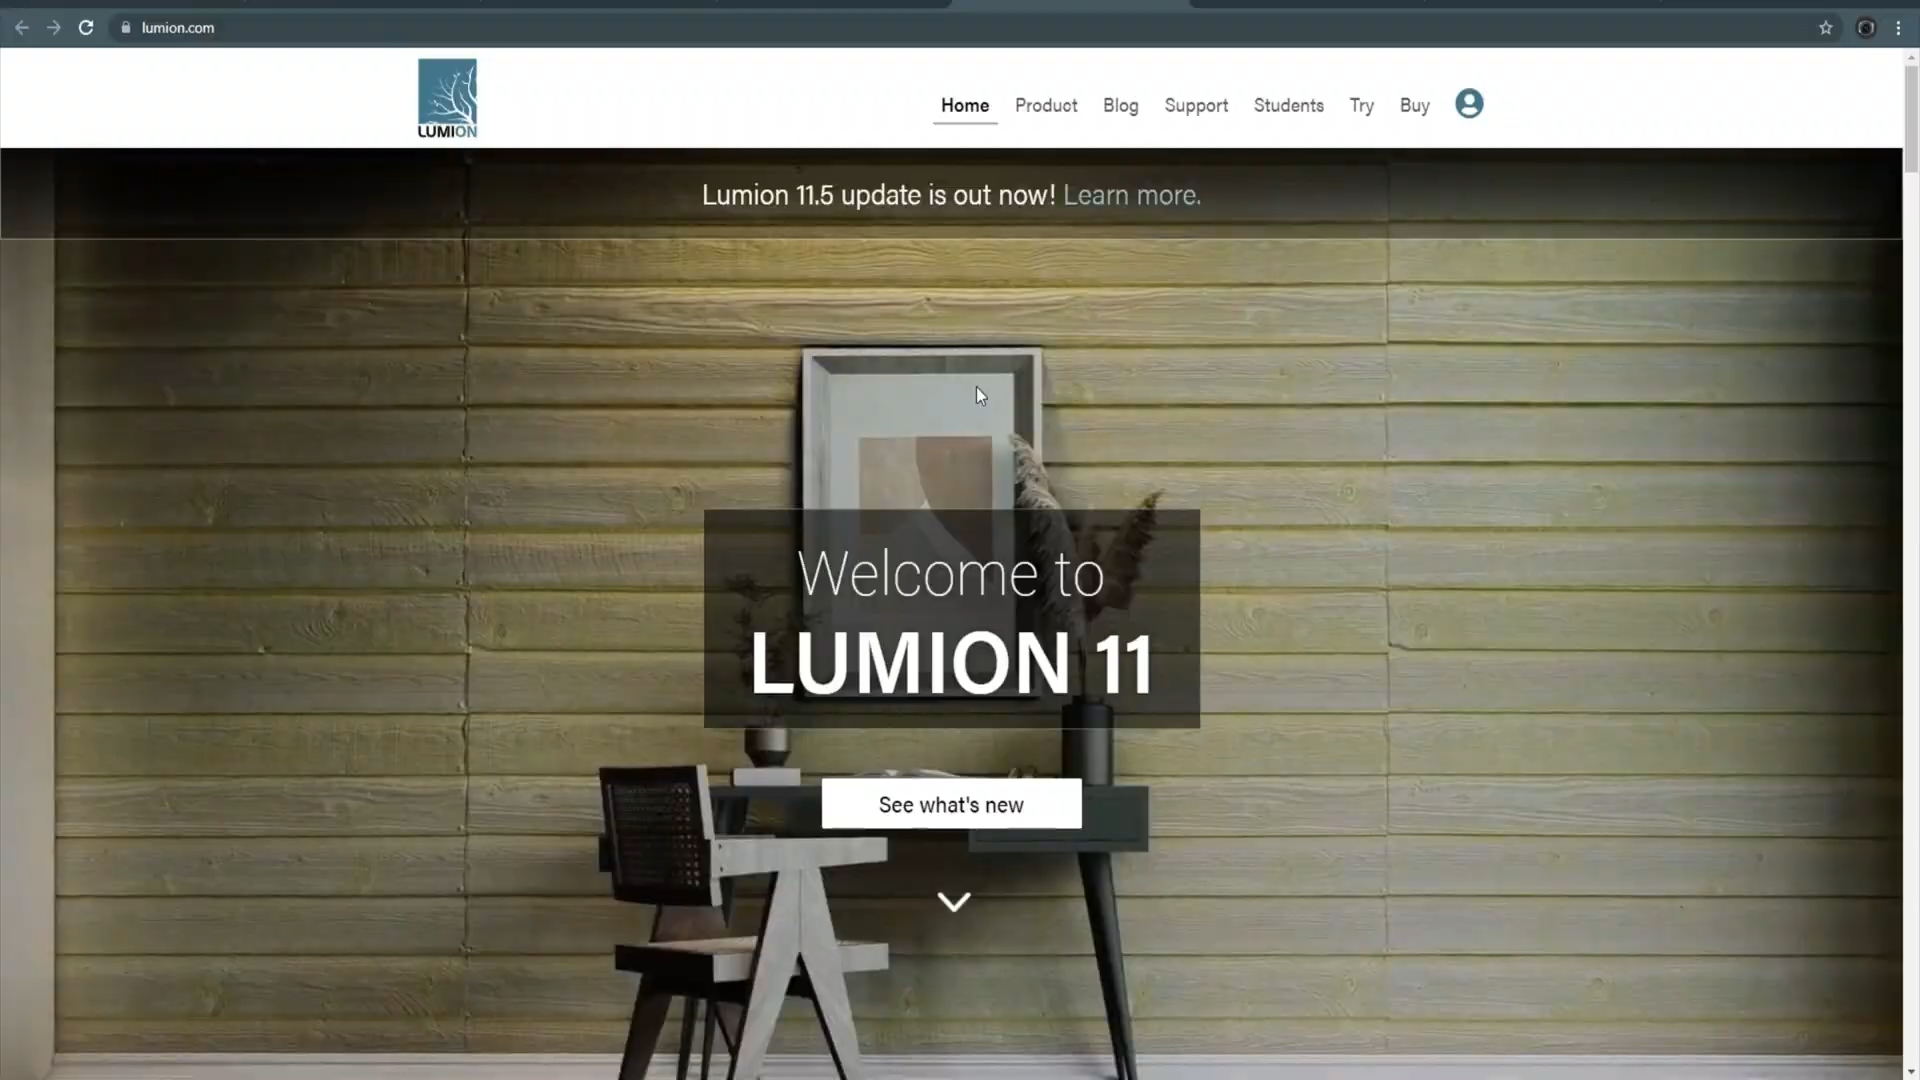 lumion.com
LUMION
Home Product Blog Support Students Try Buy
Lumion 11.5 update is out now! Learn more.
Welcome to
LUMION 11
See what's new